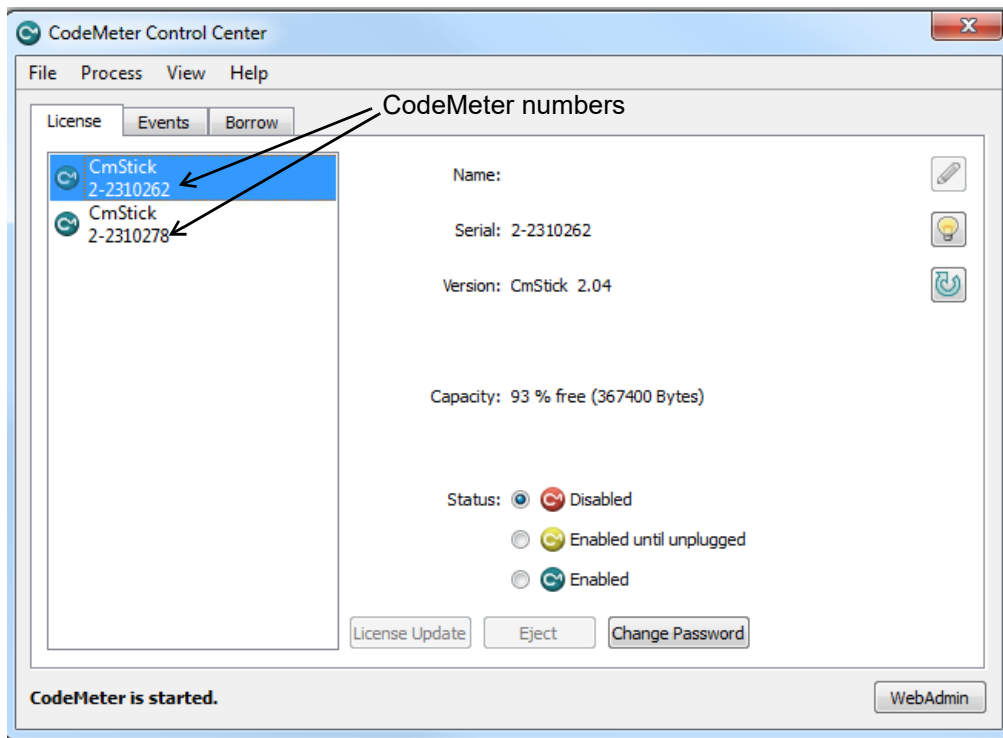 CodeMeter Control Center
File Process View Help
CodeMeter numbers
License Events Borrow
CmStick
2-2310262
CmStick
2-2310278
Name:
Serial: 2-2310262
Version: CmStick 2.04
Capacity: 93 % free (367400 Bytes)
Status: Disabled
Enabled until unplugged
Enabled
License Update Eject Change Password
CodeMeter is started.
WebAdmin